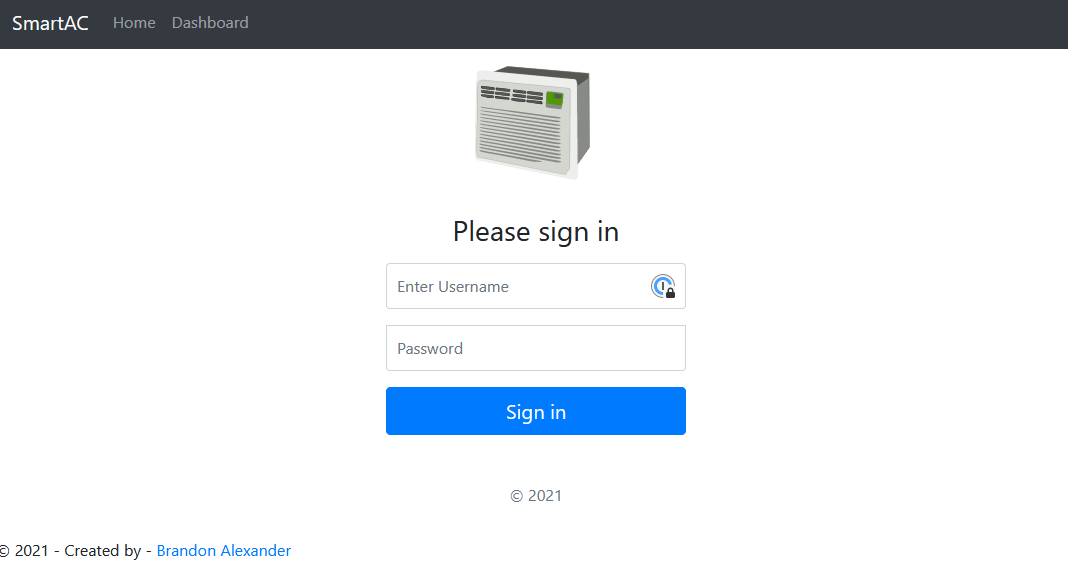 SmartAC Home Dashboard
Please sign in
Enter Username
Password
Sign in
© 2021
© 2021 - Created by - Brandon Alexander